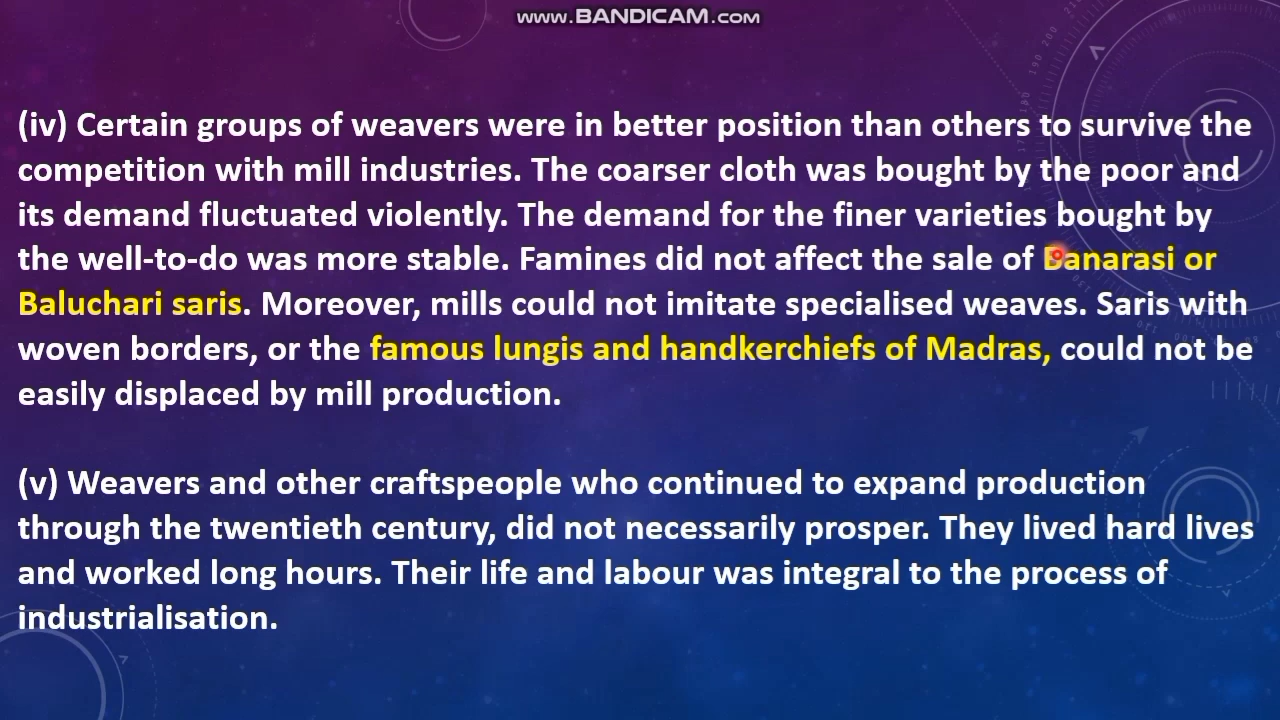 www.BANDICAM.com
(iv) Certain groups of weavers were in better position than others to survive the
competition with mill industries. The coarser cloth was bought by the poor and
its demand fluctuated violently. The demand for the finer varieties bought by
the well-to-do was more stable. Famines did not affect the sale of Banarasi or
Baluchari saris. Moreover, mills could not imitate specialised weaves. Saris with
woven borders, or the famous lungis and handkerchiefs of Madras, could not be
easily displaced by mill production.
(v) Weavers and other craftspeople who continued to expand production
through the twentieth century, did not necessarily prosper. They lived hard lives
and worked long hours. Their life and labour was integral to the process of
industrialisation.